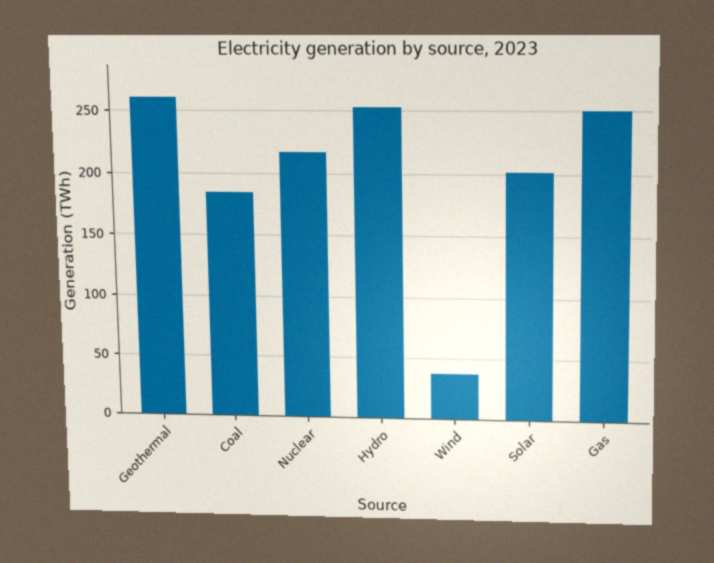 Electricity generation by source, 2023
Generation (TWh)
250
200
150
100
50
0
Geothermal
Coal
Nuclear
Hydro
Wind
Solar
Gas
Source